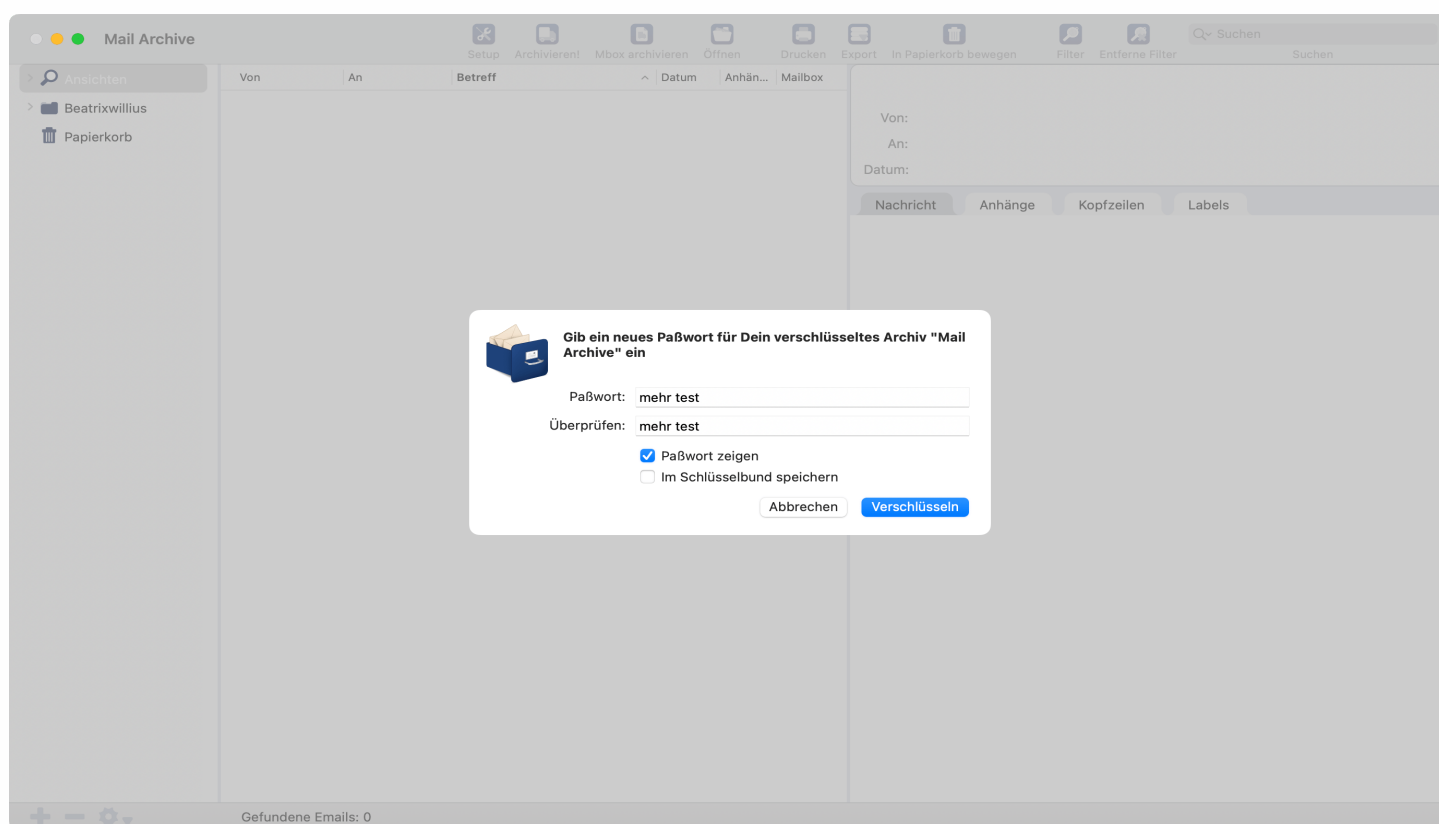 Mail Archive
Setup Archivieren! Mbox archivieren Öffnen Drucken Export In Papierkorb bewegen Filter Entferne Filter Suchen
Suchen
Ansichten
Beatrixwillius
Papierkorb
Von An Betreff Datum Anhän... Mailbox
Von:
An:
Datum:
Nachricht Anhänge Kopfzeilen Labels
Gib ein neues Paßwort für Dein verschlüsseltes Archiv "Mail
Archive" ein
Paßwort: mehr test
Überprüfen: mehr test
Paßwort zeigen
Im Schlüsselbund speichern
Abbrechen Verschlüsseln
Gefundene Emails: 0